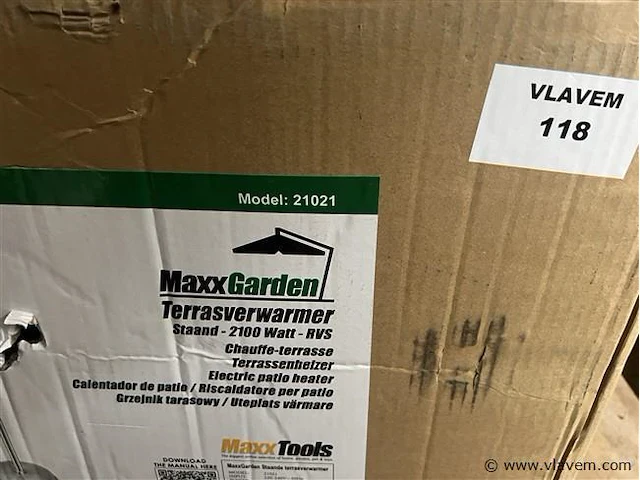 VLAVEM
118
Model: 21021
MaxxGarden
Terrasverwarmer
Staand - 2100 Watt - RVS
Chauffe-terrasse
Terrassenheizer
Electric patio heater
Calentador de patio / Riscaldatore per patio
Grzejnik tarasowy / Uteplats värmare
MaxxTools
DOWNLOAD
THE MANUAL HERE
MaxxGarden Staande terrasverwarmer
© www.vlavem.com